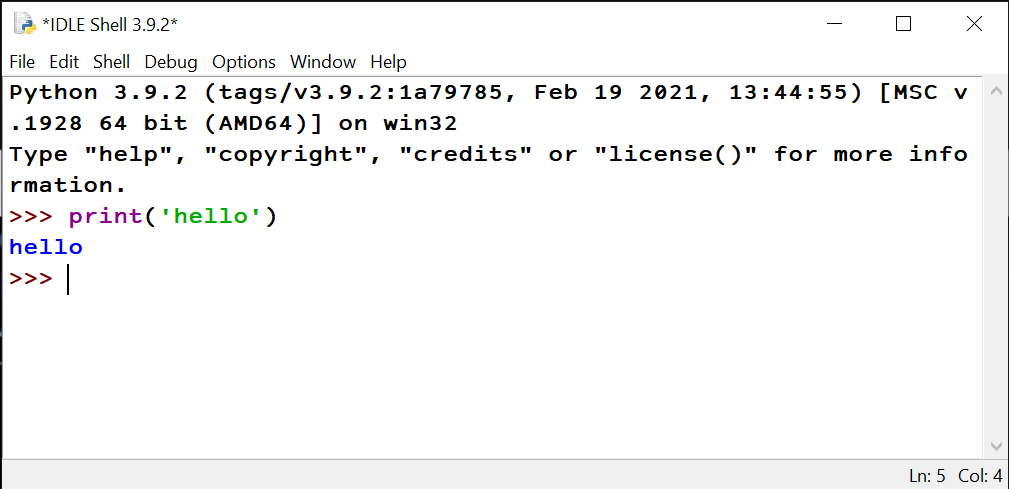 *IDLE Shell 3.9.2*
File Edit Shell Debug Options Window Help
Python 3.9.2 (tags/v3.9.2:1a79785, Feb 19 2021, 13:44:55) [MSC v
.1928 64 bit (AMD64)] on win32
Type "help", "copyright", "credits" or "license()" for more info
rmation.
>>> print('hello')
hello
>>>
Ln: 5 Col: 4